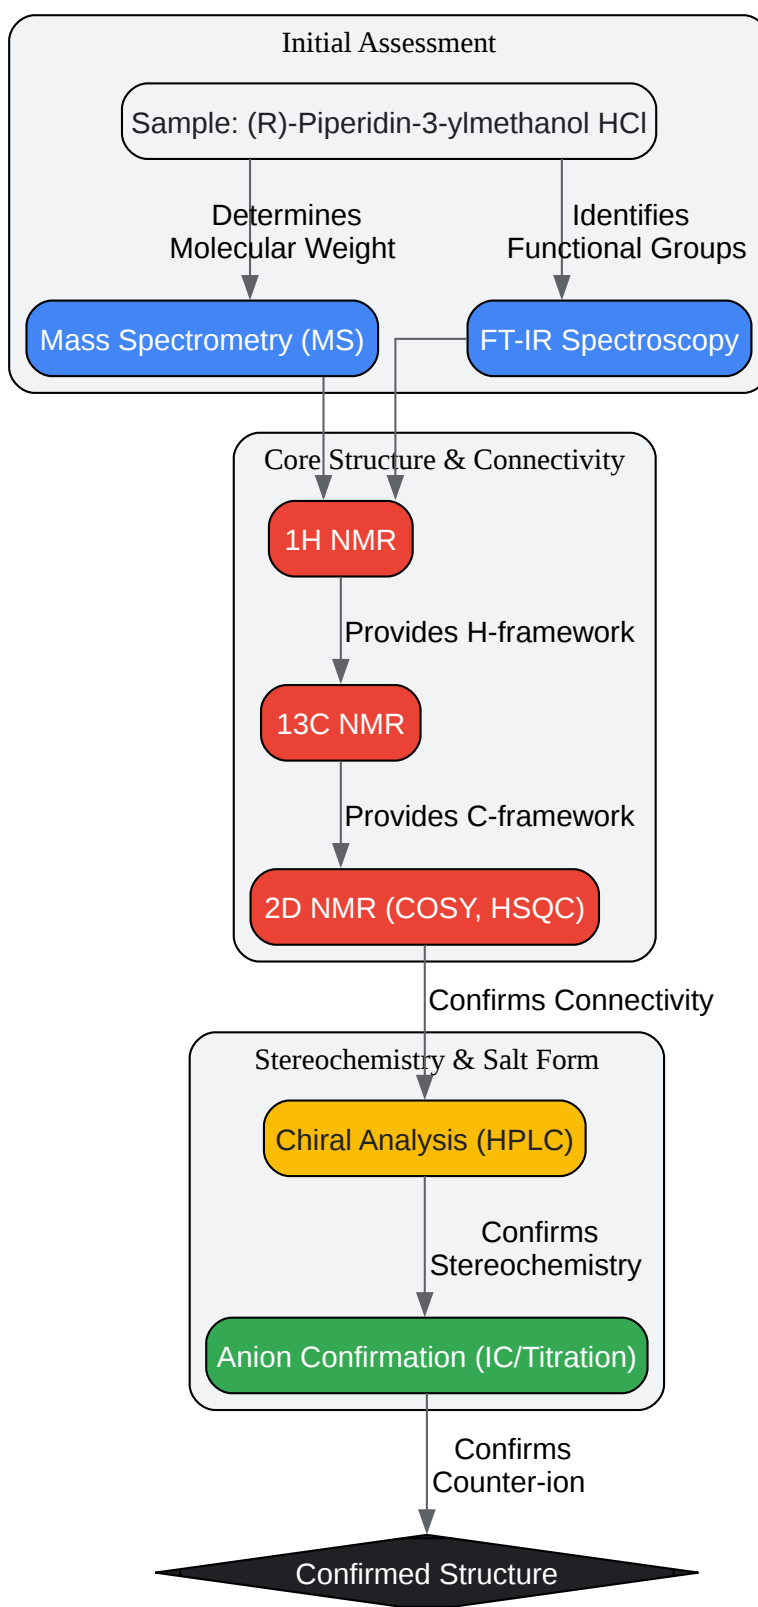 Initial Assessment
Sample: (R)-Piperidin-3-ylmethanol HCl
Determines
Molecular Weight
Identifies
Functional Groups
Mass Spectrometry (MS)
FT-IR Spectroscopy
Core Structure & Connectivity
1H NMR
Provides H-framework
13C NMR
Provides C-framework
2D NMR (COSY, HSQC)
Confirms Connectivity
Stereochemistry & Salt Form
Chiral Analysis (HPLC)
Confirms
Stereochemistry
Anion Confirmation (IC/Titration)
Confirms
Counter-ion
Confirmed Structure